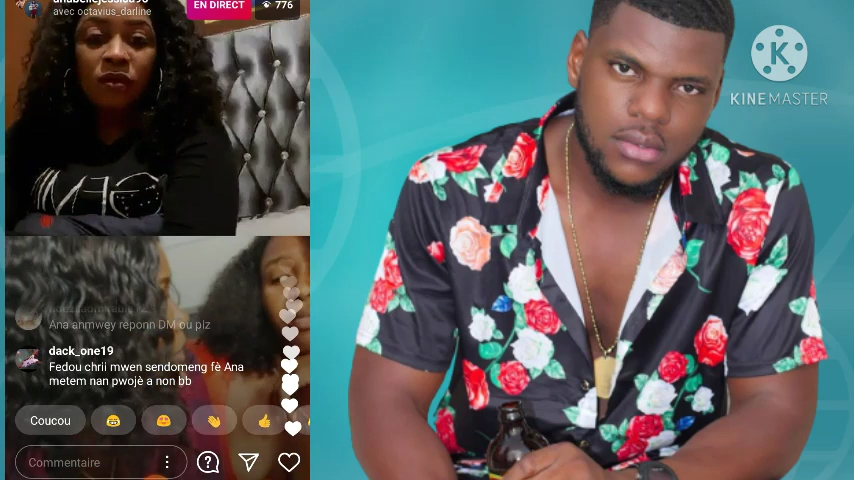 avec octavius_darline
EN DIRECT
776
Ana anmwey reponn DM ou plz
dack_one19
Fedou chrii mwen sendomeng fè Ana
metem nan pwojè a non bb
Coucou
Commentaire
K
KINEMASTER